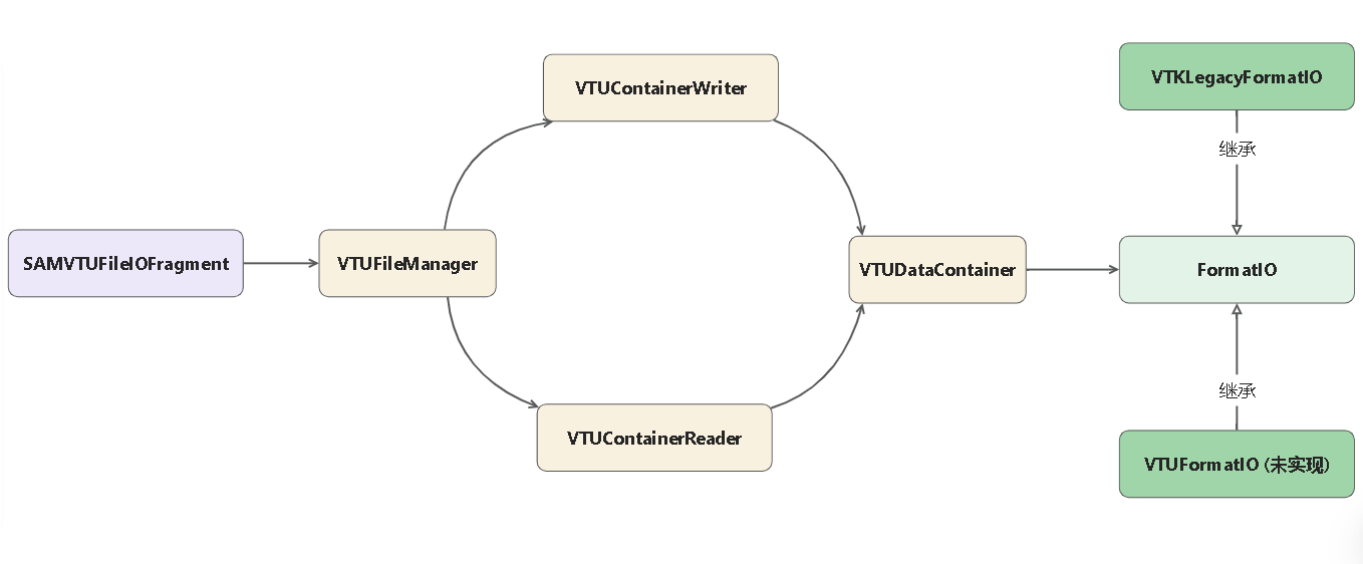 SAMVTUFileIOFragment
VTUFileManager
VTUContainerWriter
VTUContainerReader
VTUDataContainer
VTKLegacyFormatIO
继承
FormatIO
继承
VTUFormatIO (未实现)